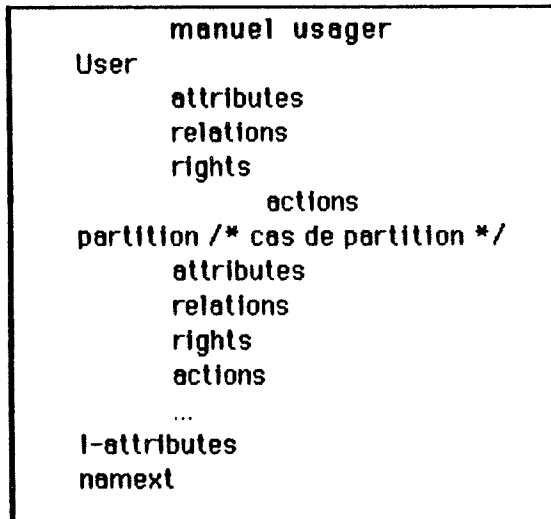 manuel usager
User
attributes
relations
rights
actions
partition /* cas de partition */
attributes
relations
rights
actions
...
I-attributes
namext